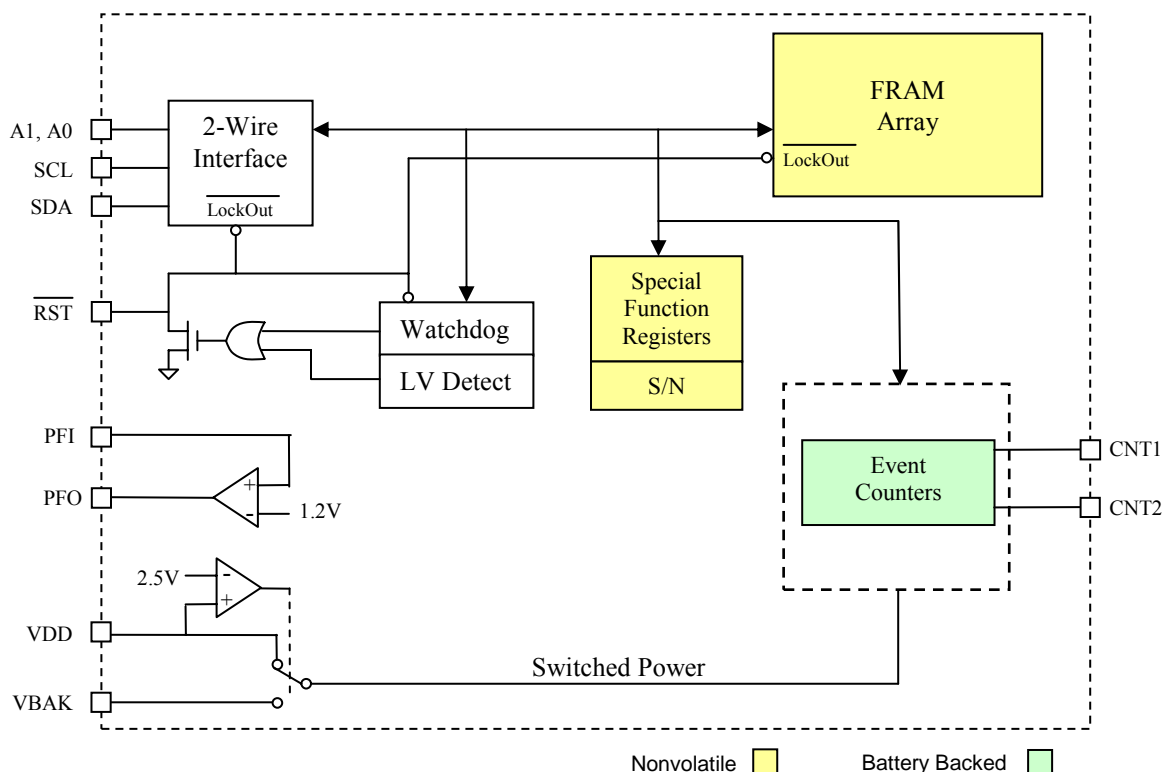 FRAM
Array
LockOut
2-Wire
Interface
LockOut
A1, A0
SCL
SDA
RST
Watchdog
LV Detect
Special
Function
Registers
S/N
PFI
PFO
+
-
1.2V
Event
Counters
CNT1
CNT2
2.5V
-
+
VDD
VBAK
Switched Power
Nonvolatile
Battery Backed